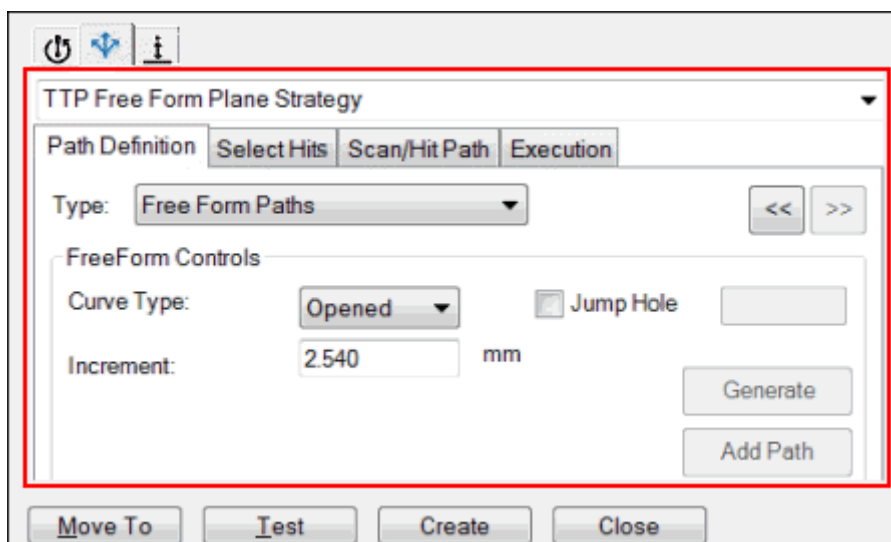 TTP Free Form Plane Strategy
Path Definition Select Hits Scan/Hit Path Execution
Type: Free Form Paths << >>
FreeForm Controls
Curve Type: Opened Jump Hole
Increment: 2.540 mm
Generate
Add Path
Move To Test Create Close